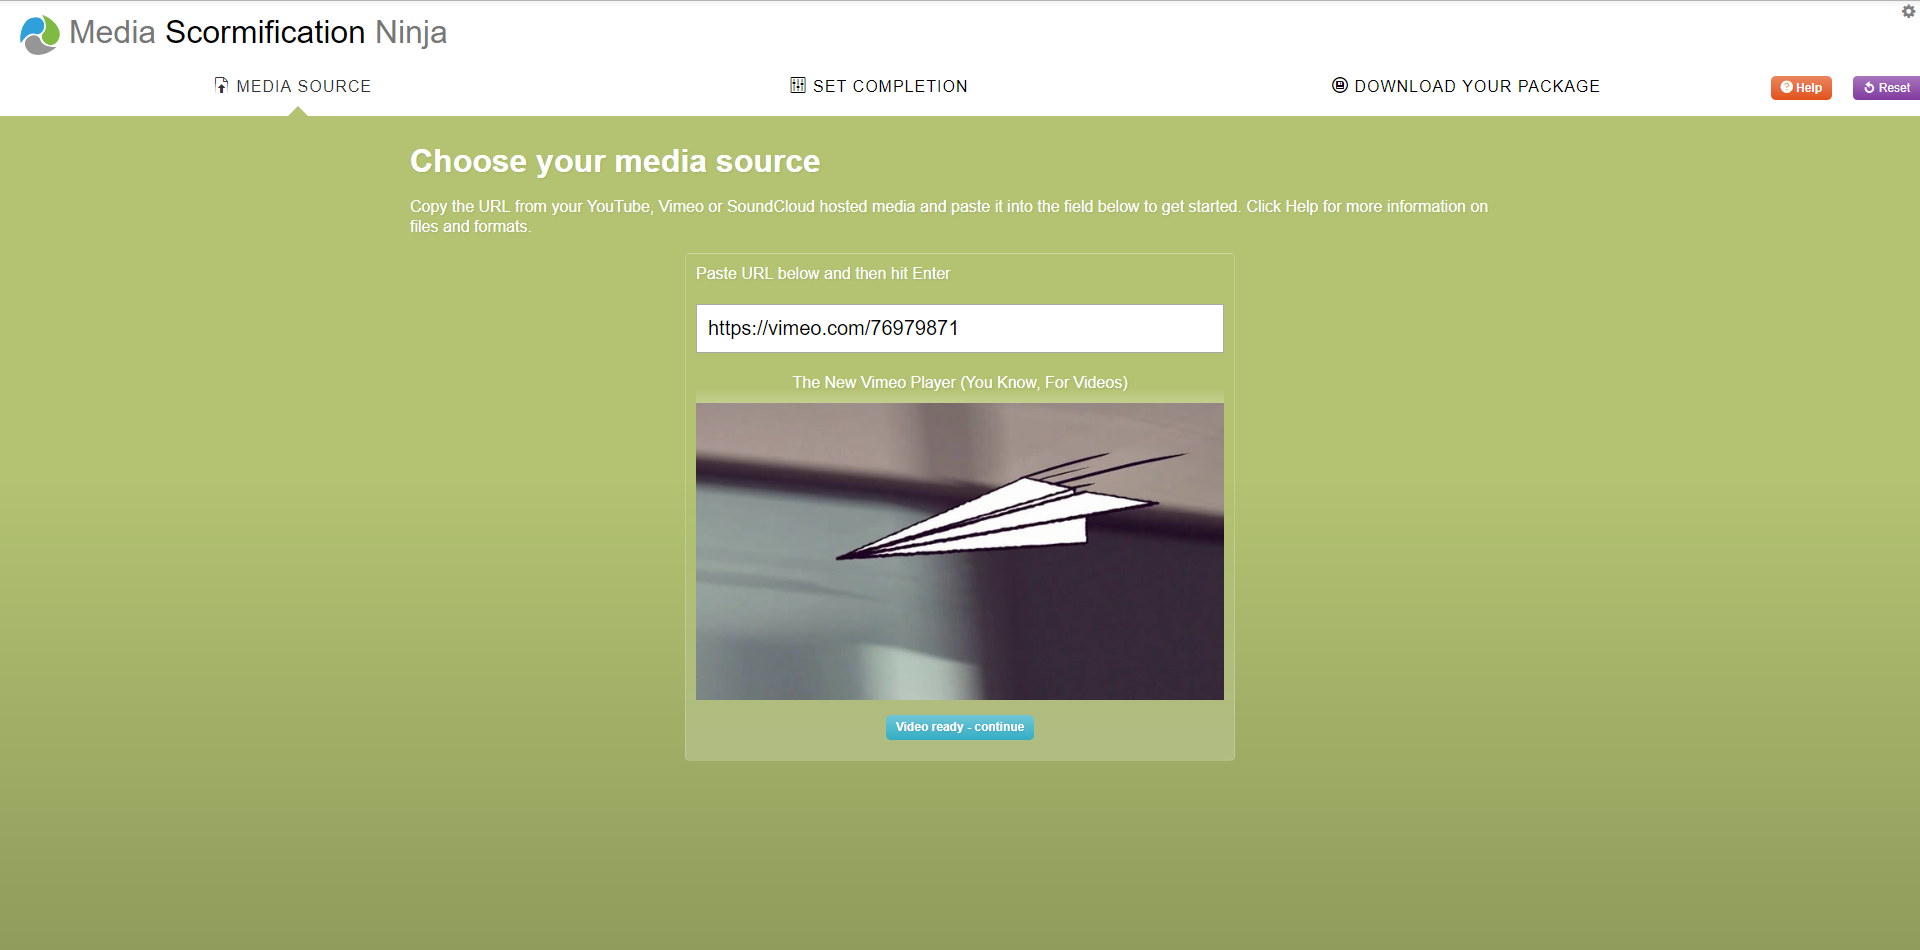 Media Scormification Ninja
MEDIA SOURCE
SET COMPLETION
DOWNLOAD YOUR PACKAGE
Help
Reset
Choose your media source
Copy the URL from your YouTube, Vimeo or SoundCloud hosted media and paste it into the field below to get started. Click Help for more information on
files and formats.
Paste URL below and then hit Enter
https://vimeo.com/76979871
The New Vimeo Player (You Know, For Videos)
Video ready - continue